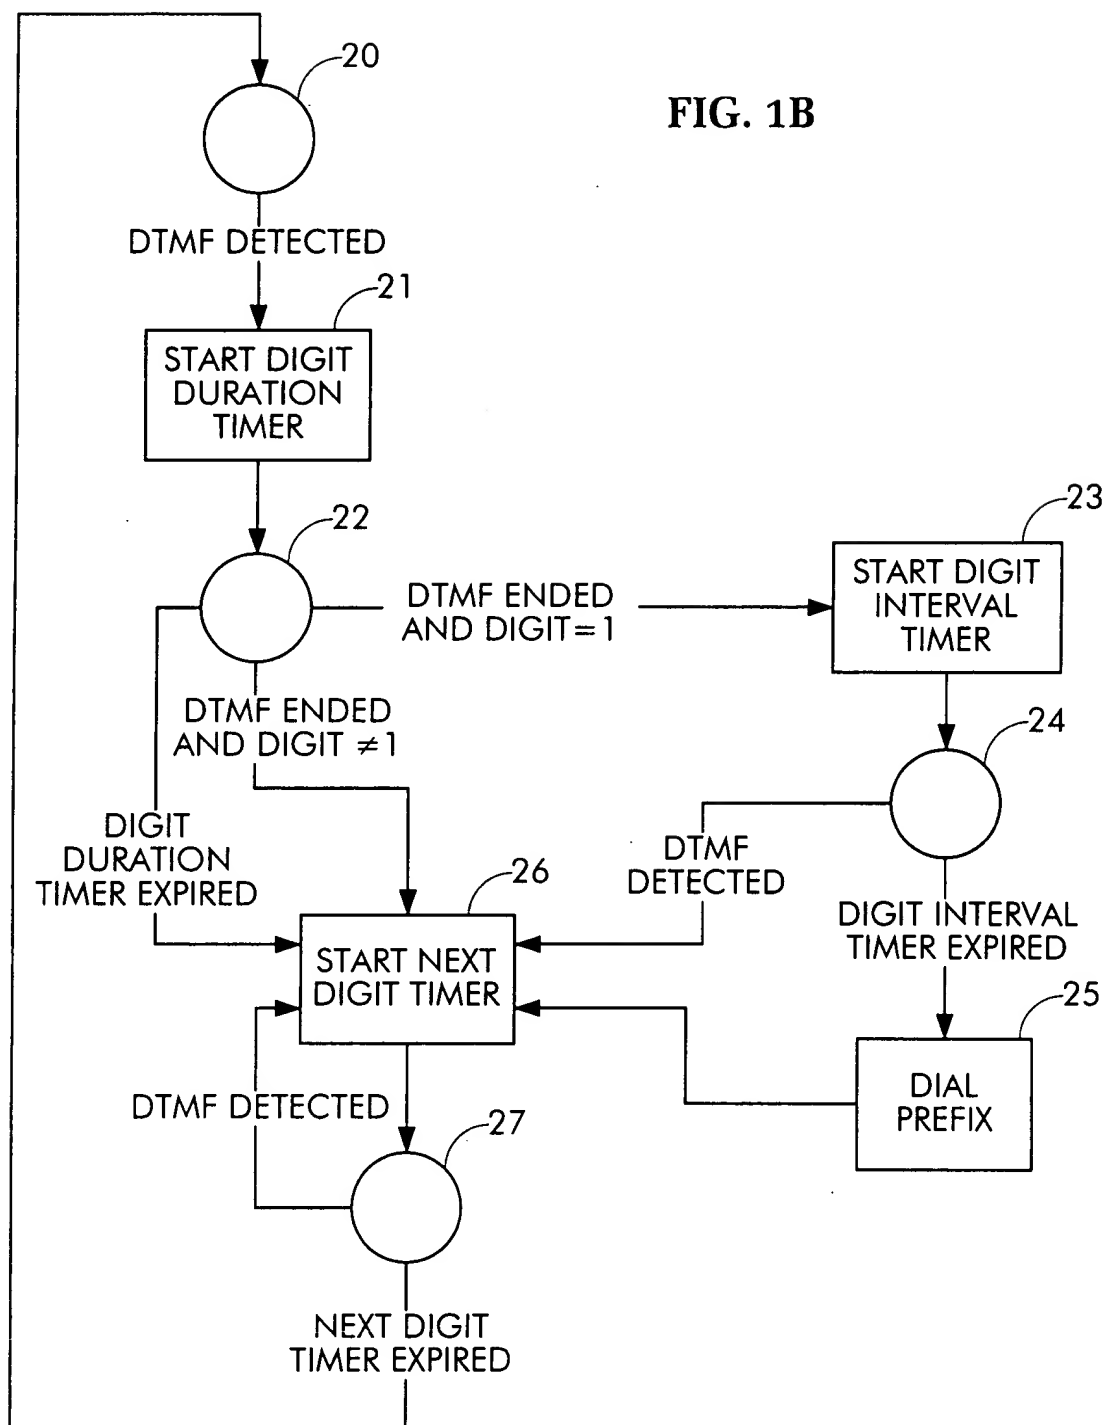 20
FIG. 1B
DTMF DETECTED
21
START DIGIT
DURATION
TIMER
22
23
DTMF ENDED
AND DIGIT=1
START DIGIT
INTERVAL
TIMER
DTMF ENDED
AND DIGIT ≠1
24
DIGIT
DURATION
TIMER EXPIRED
DTMF
DETECTED
26
START NEXT
DIGIT TIMER
DIGIT INTERVAL
TIMER EXPIRED
25
DIAL
PREFIX
DTMF DETECTED
27
NEXT DIGIT
TIMER EXPIRED